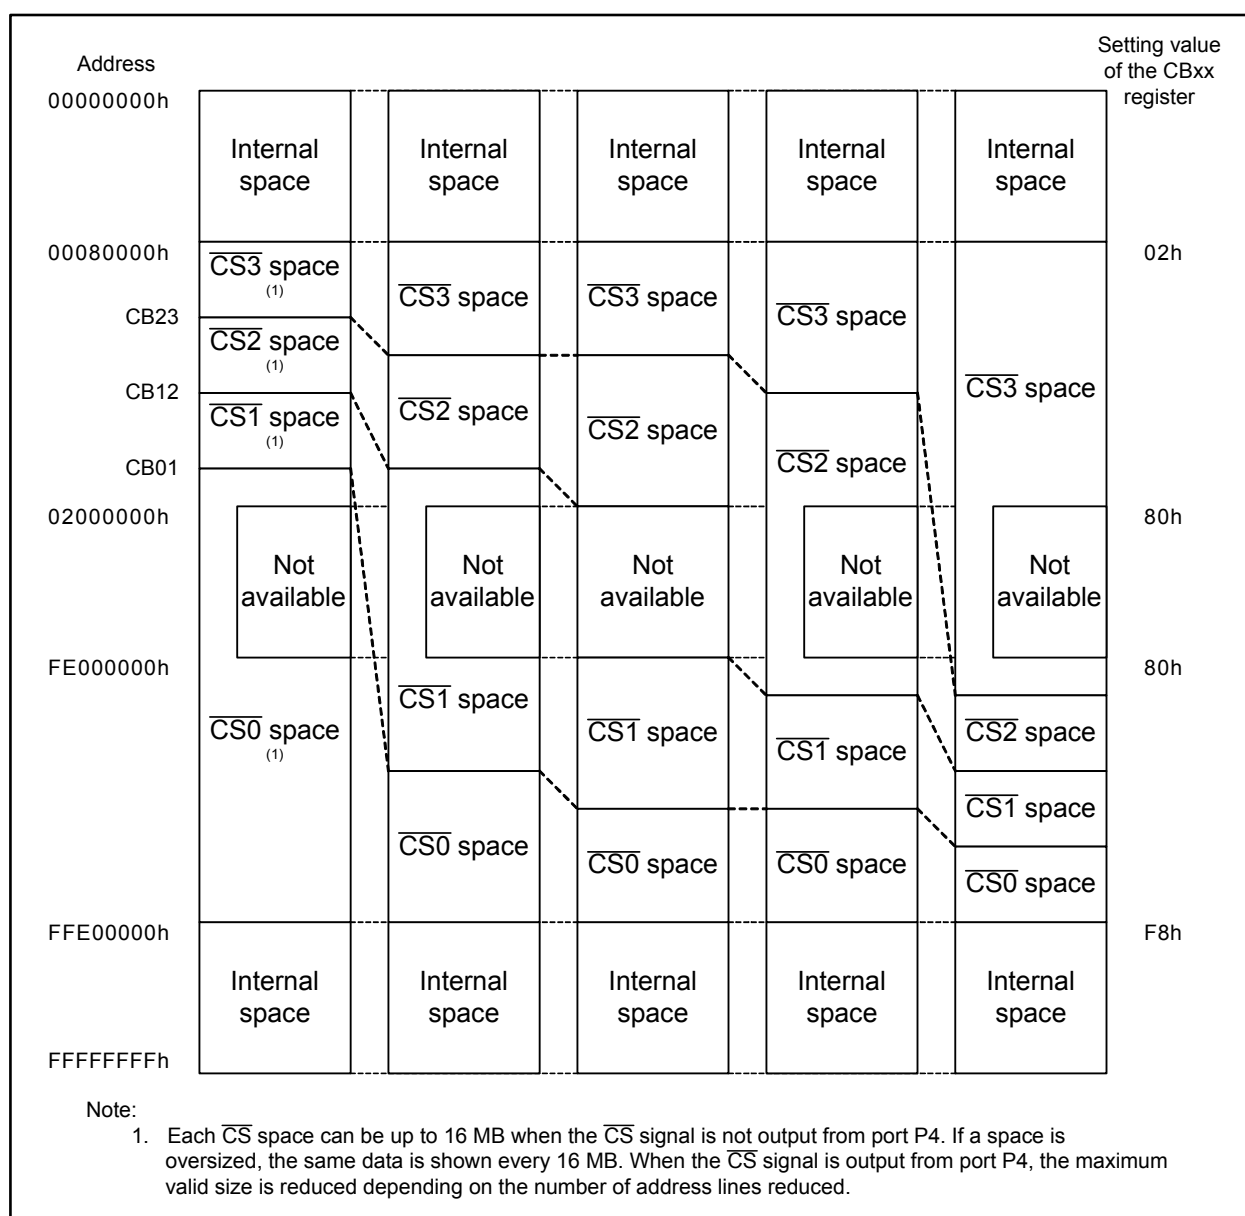 Address
Setting value
of the CBxx
register
00000000h
Internal
space
Internal
space
Internal
space
Internal
space
Internal
space
00080000h
02h
CS3 space
(1)
CS3 space
CS3 space
CS3 space
CS3 space
CB23
CS2 space
(1)
CB12
CS1 space
(1)
CS2 space
CS2 space
CS2 space
CB01
02000000h
80h
Not
available
Not
available
Not
available
Not
available
Not
available
FE000000h
80h
CS0 space
(1)
CS1 space
CS1 space
CS1 space
CS2 space
CS1 space
CS0 space
CS0 space
CS0 space
CS0 space
FFE00000h
F8h
Internal
space
Internal
space
Internal
space
Internal
space
Internal
space
FFFFFFFFh
Note:
1. Each CS space can be up to 16 MB when the CS signal is not output from port P4. If a space is
oversized, the same data is shown every 16 MB. When the CS signal is output from port P4, the maximum
valid size is reduced depending on the number of address lines reduced.